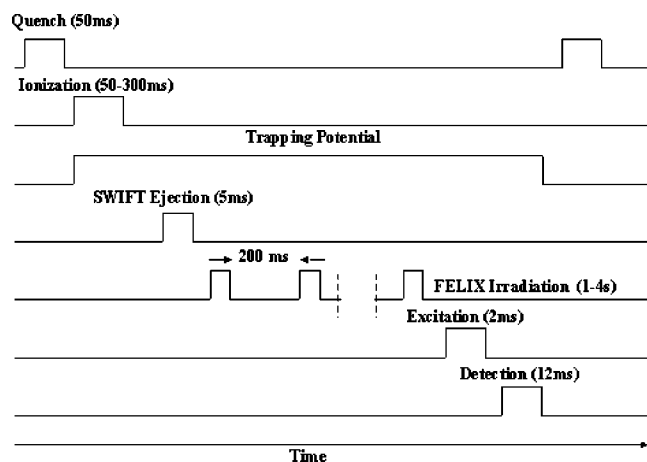 Quench (50ms)
Ionization (50-300ms)
Trapping Potential
SWIFT Ejection (5ms)
200 ms
FELIX Irradiation (1-4s)
Excitation (2ms)
Detection (12ms)
Time